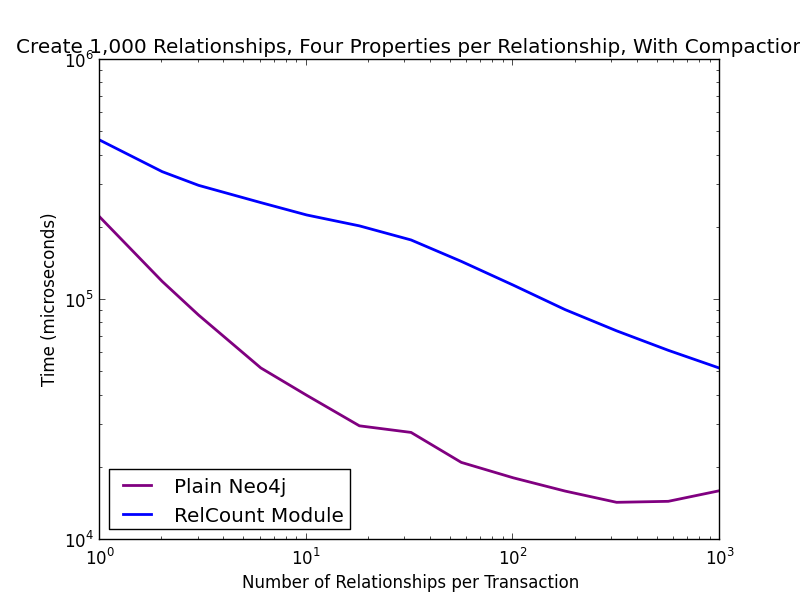 Create 1,000 Relationships, Four Properties per Relationship, With Compaction
10^6
10^5
10^4
Time (microseconds)
Plain Neo4j
RelCount Module
10^0 10^1 10^2 10^3
Number of Relationships per Transaction